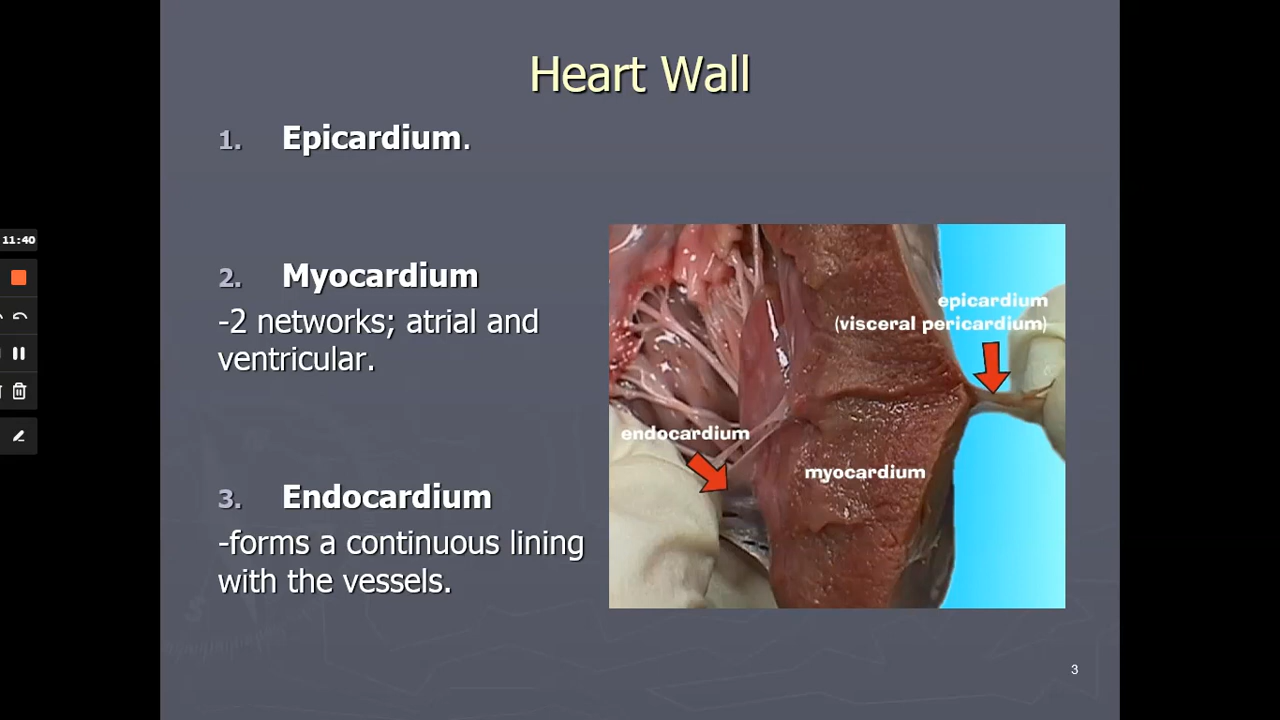 Heart Wall
1. Epicardium.
2. Myocardium
-2 networks; atrial and
ventricular.
3. Endocardium
-forms a continuous lining
with the vessels.
epicardium
(visceral pericardium)
endocardium
myocardium
11:40
3